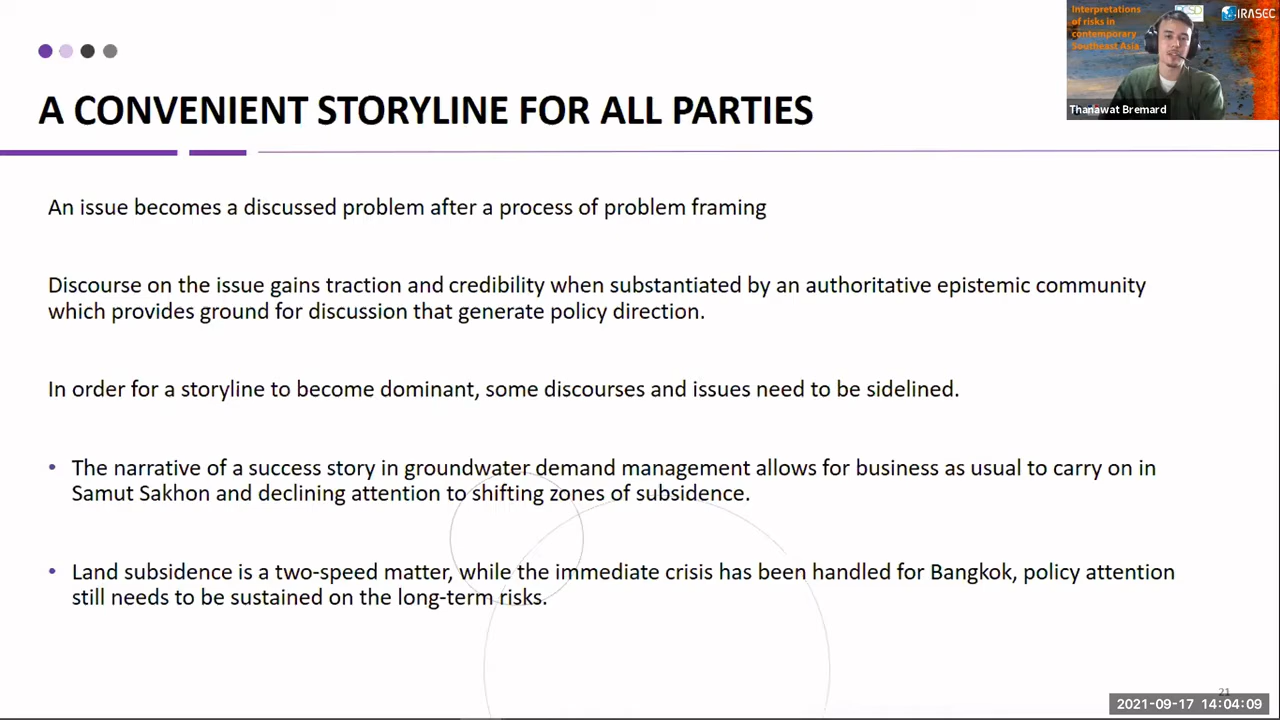 A CONVENIENT STORYLINE FOR ALL PARTIES
An issue becomes a discussed problem after a process of problem framing
Discourse on the issue gains traction and credibility when substantiated by an authoritative epistemic community
which provides ground for discussion that generate policy direction.
In order for a storyline to become dominant, some discourses and issues need to be sidelined.
• The narrative of a success story in groundwater demand management allows for business as usual to carry on in
Samut Sakhon and declining attention to shifting zones of subsidence.
• Land subsidence is a two-speed matter, while the immediate crisis has been handled for Bangkok, policy attention
still needs to be sustained on the long-term risks.
Interpretations
of risks in
contemporary
Southeast Asia
IRASEC
Thanawat Bremard
21
2021-09-17 14:04:09